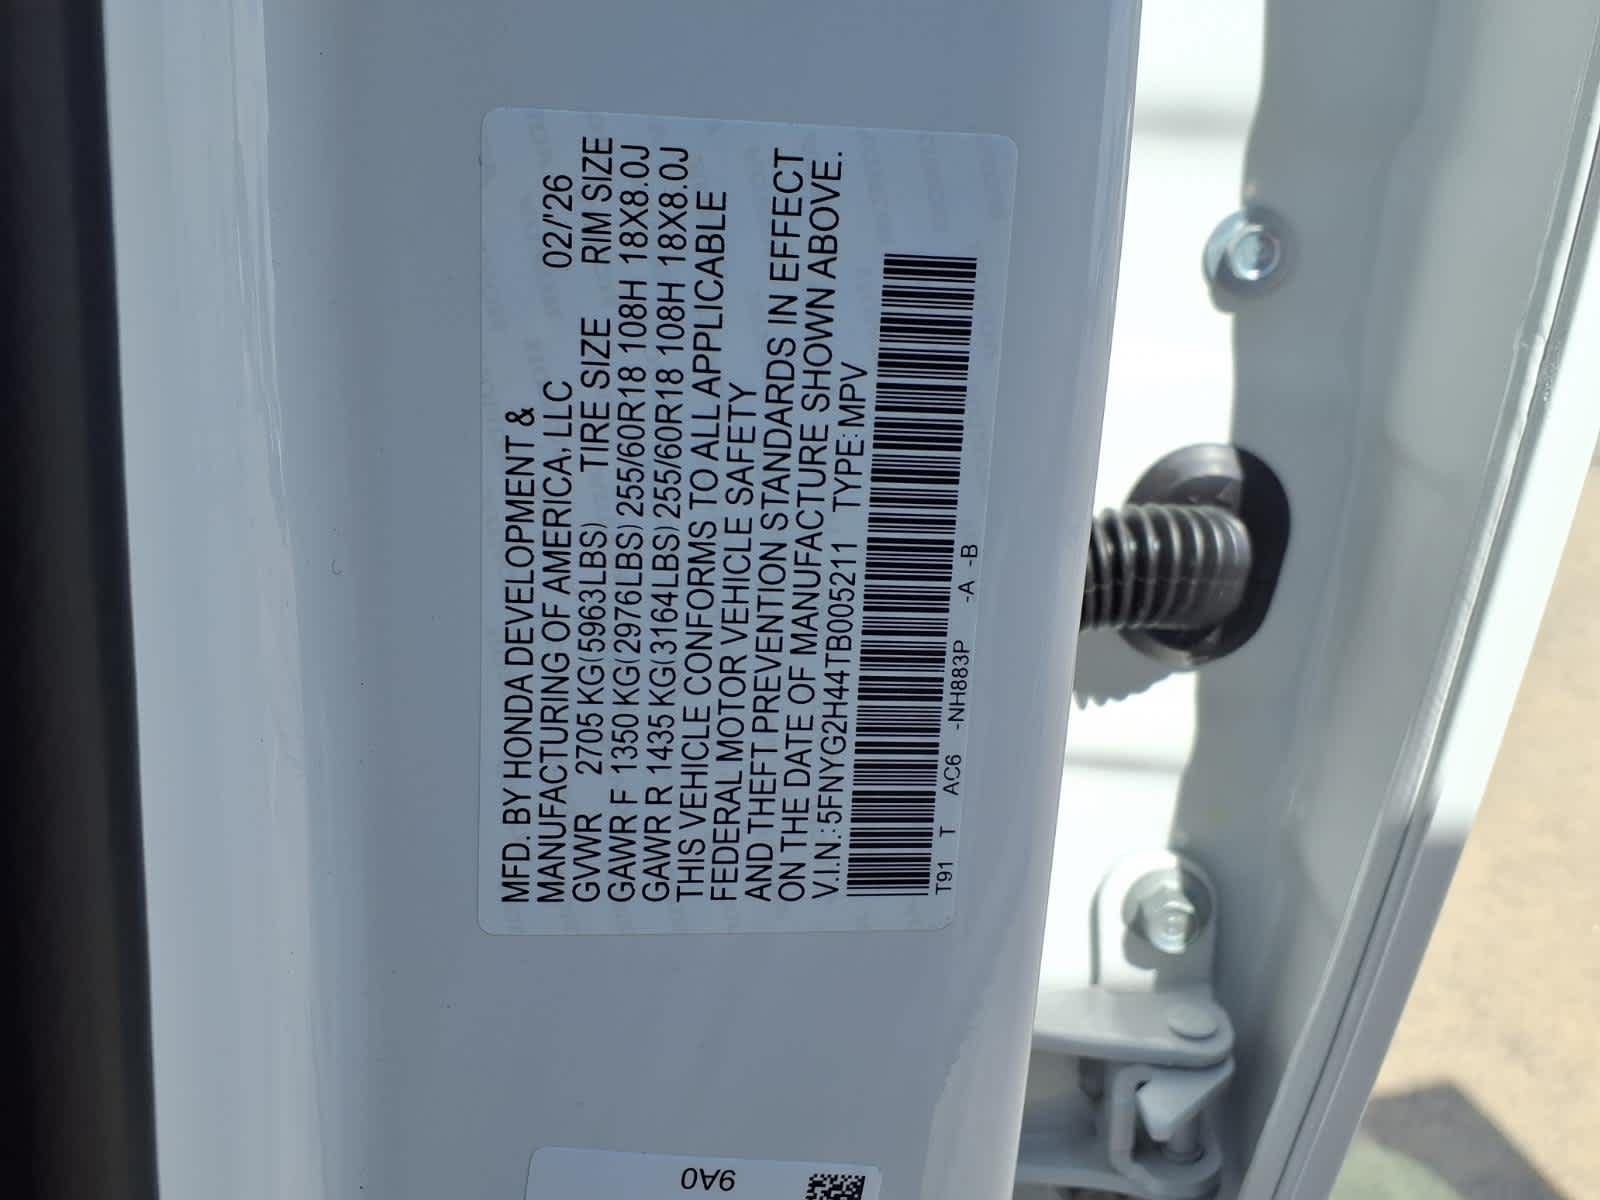 MFD. BY HONDA DEVELOPMENT &
MANUFACTURING OF AMERICA, LLC 02/'26
GVWR 2705 KG(5963LBS) TIRE SIZE RIM SIZE
GAWR F 1350 KG(2976LBS) 255/60R18 108H 18X8.0J
GAWR R 1435 KG(3164LBS) 255/60R18 108H 18X8.0J
THIS VEHICLE CONFORMS TO ALL APPLICABLE
FEDERAL MOTOR VEHICLE SAFETY
AND THEFT PREVENTION STANDARDS IN EFFECT
ON THE DATE OF MANUFACTURE SHOWN ABOVE.
V.I.N.: 5FNYG2H44TB005211 TYPE: MPV
T91 T AC6 -NH883P -A -B
9A0